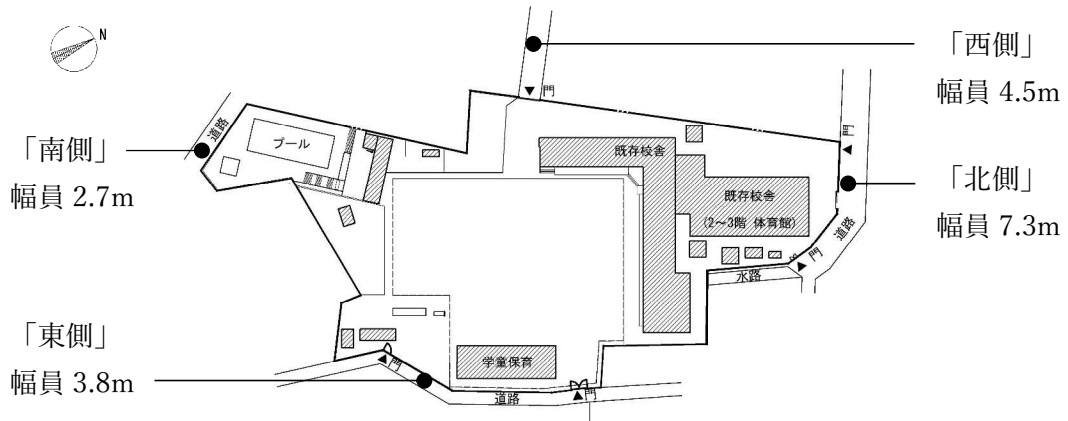 N
「西側」
幅員 4.5m
門
道路
プール
「南側」
幅員 2.7m
既存校舎
門
既存校舎
(2~3階 体育館)
「北側」
幅員 7.3m
道路
門
水路
「東側」
幅員 3.8m
門
学童保育
道路
門